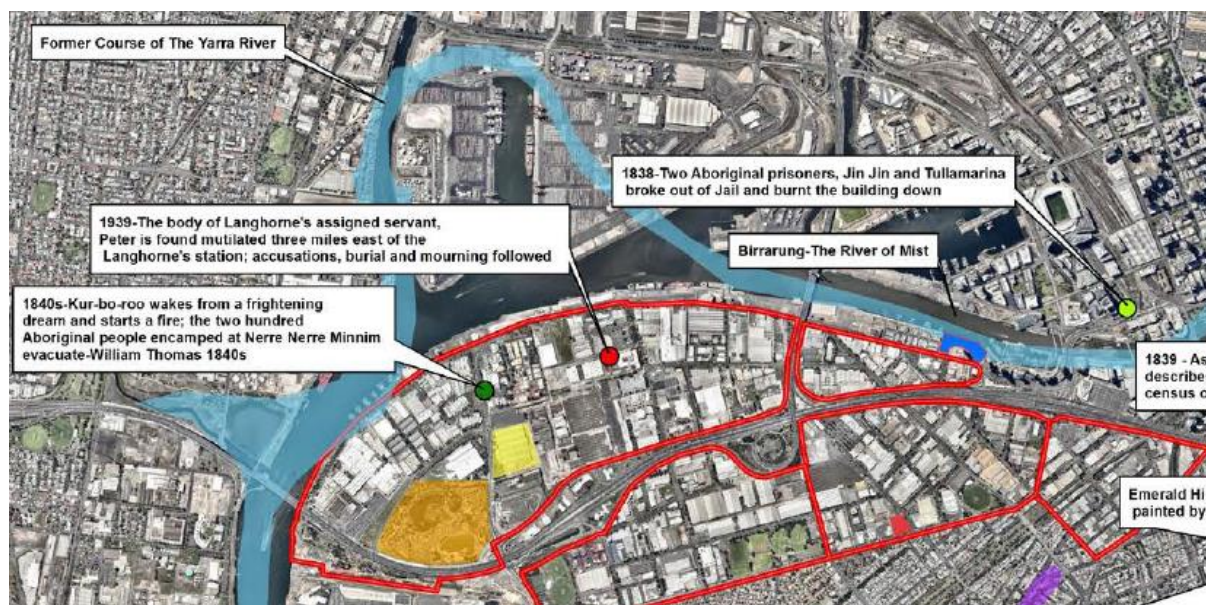 Former Course of The Yarra River
1838-Two Aboriginal prisoners, Jin Jin and Tullamarina
broke out of Jail and burnt the building down
1939-The body of Langhorne's assigned servant,
Peter is found mutilated three miles east of the
Langhorne's station; accusations, burial and mourning followed
Birrarung-The River of Mist
1840s-Kur-bo-roo wakes from a frightening
dream and starts a fire; the two hundred
Aboriginal people encamped at Nerre Nerre Minnim
evacuate-William Thomas 1840s
1839 - As
describe
census o
Emerald Hi
painted by